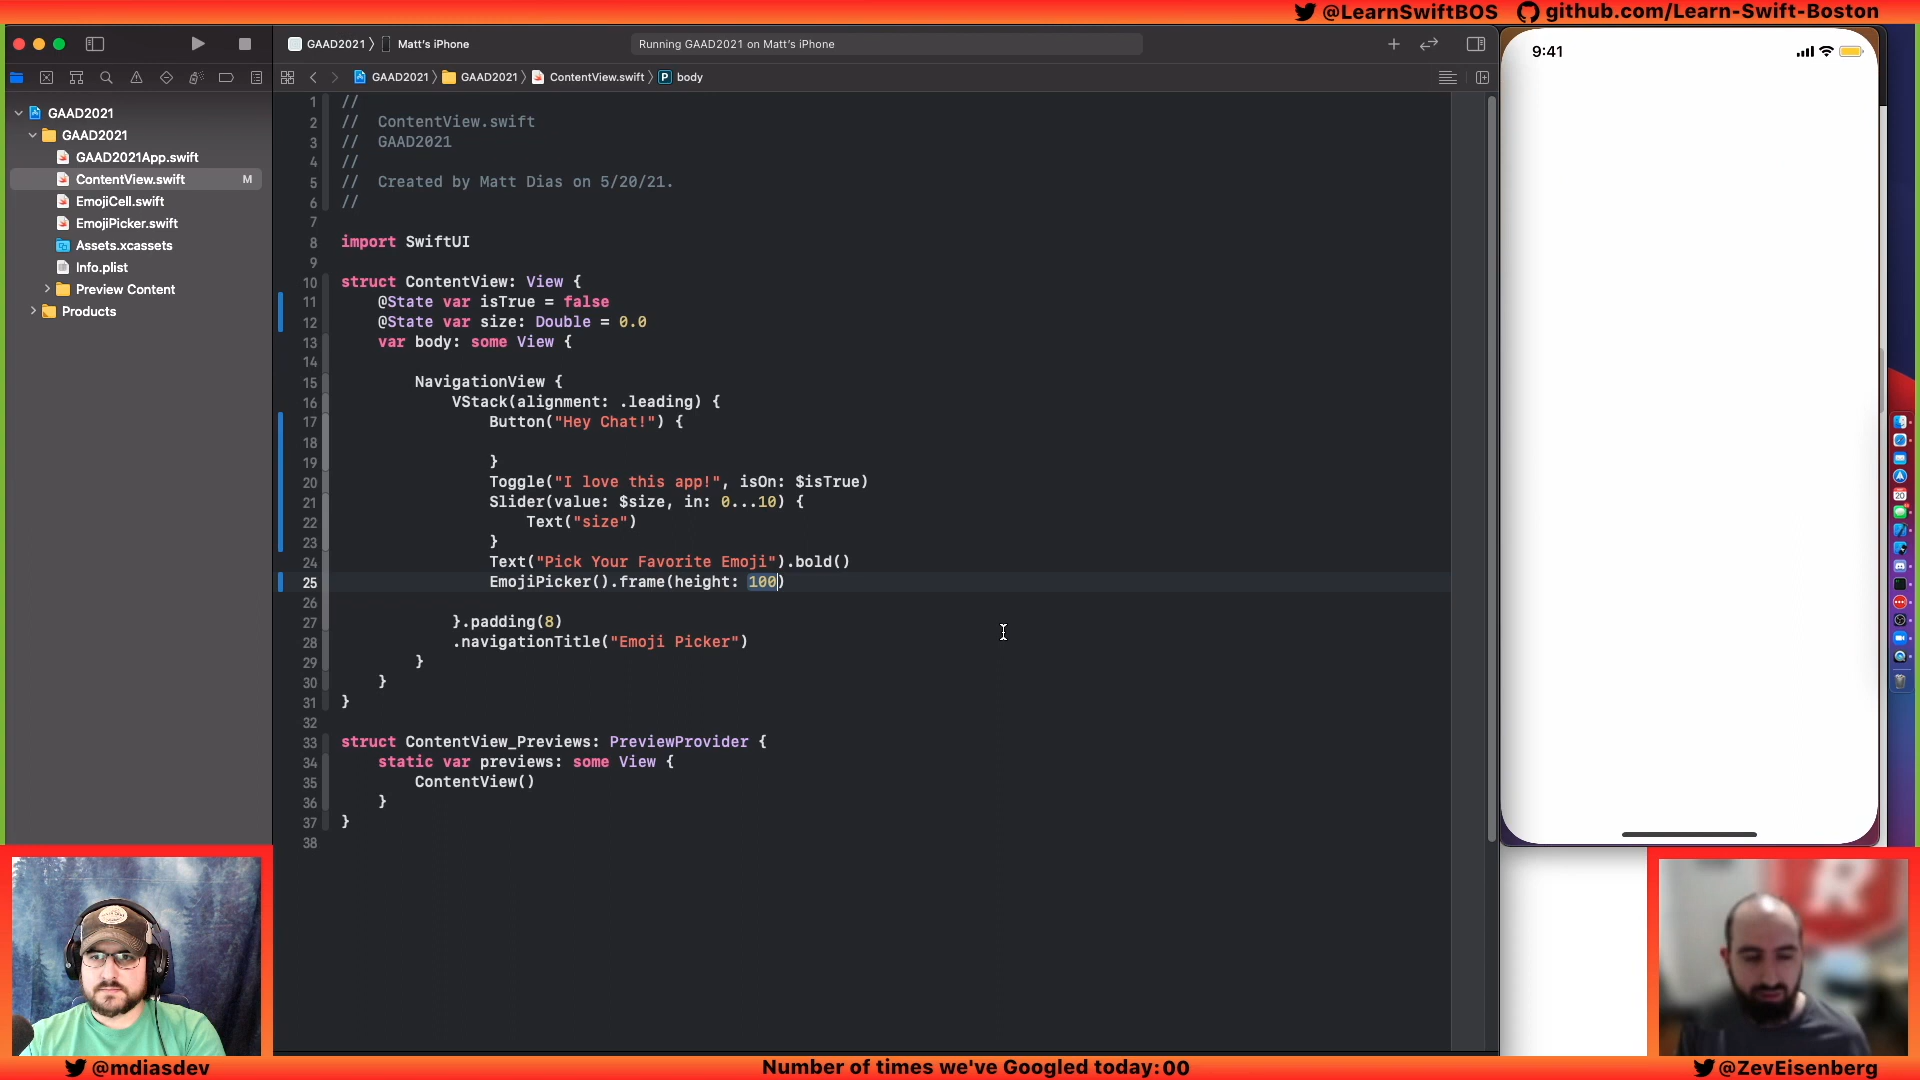 @LearnSwiftBOS github.com/Learn-Swift-Boston
GAAD2021 Matt's iPhone
Running GAAD2021 on Matt's iPhone
9:41
GAAD2021 GAAD2021 ContentView.swift P body
GAAD2021
GAAD2021
GAAD2021App.swift
ContentView.swift M
EmojiCell.swift
EmojiPicker.swift
Assets.xcassets
Info.plist
Preview Content
Products
1 //
2 // ContentView.swift
3 // GAAD2021
4 //
5 // Created by Matt Dias on 5/20/21.
6 //
7
8 import SwiftUI
9
10 struct ContentView: View {
11 @State var isTrue = false
12 @State var size: Double = 0.0
13 var body: some View {
14
15 NavigationView {
16 VStack(alignment: .leading) {
17 Button("Hey Chat!") {
18
19 }
20 Toggle("I love this app!", isOn: $isTrue)
21 Slider(value: $size, in: 0...10) {
22 Text("size")
23 }
24 Text("Pick Your Favorite Emoji").bold()
25 EmojiPicker().frame(height: 100)
26
27 }.padding(8)
28 .navigationTitle("Emoji Picker")
29 }
30 }
31 }
32
33 struct ContentView_Previews: PreviewProvider {
34 static var previews: some View {
35 ContentView()
36 }
37 }
38
20
@mdiasdev
Number of times we've Googled today: 00
@ZevEisenberg